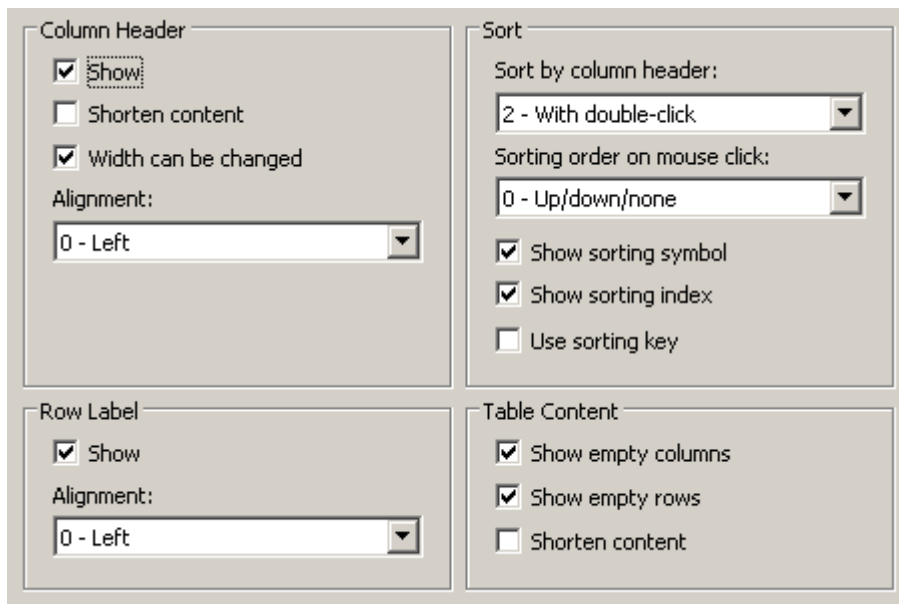 Column Header
Show
Shorten content
Width can be changed
Alignment:
0 - Left
Sort
Sort by column header:
2 - With double-click
Sorting order on mouse click:
0 - Up/down/none
Show sorting symbol
Show sorting index
Use sorting key
Row Label
Show
Alignment:
0 - Left
Table Content
Show empty columns
Show empty rows
Shorten content